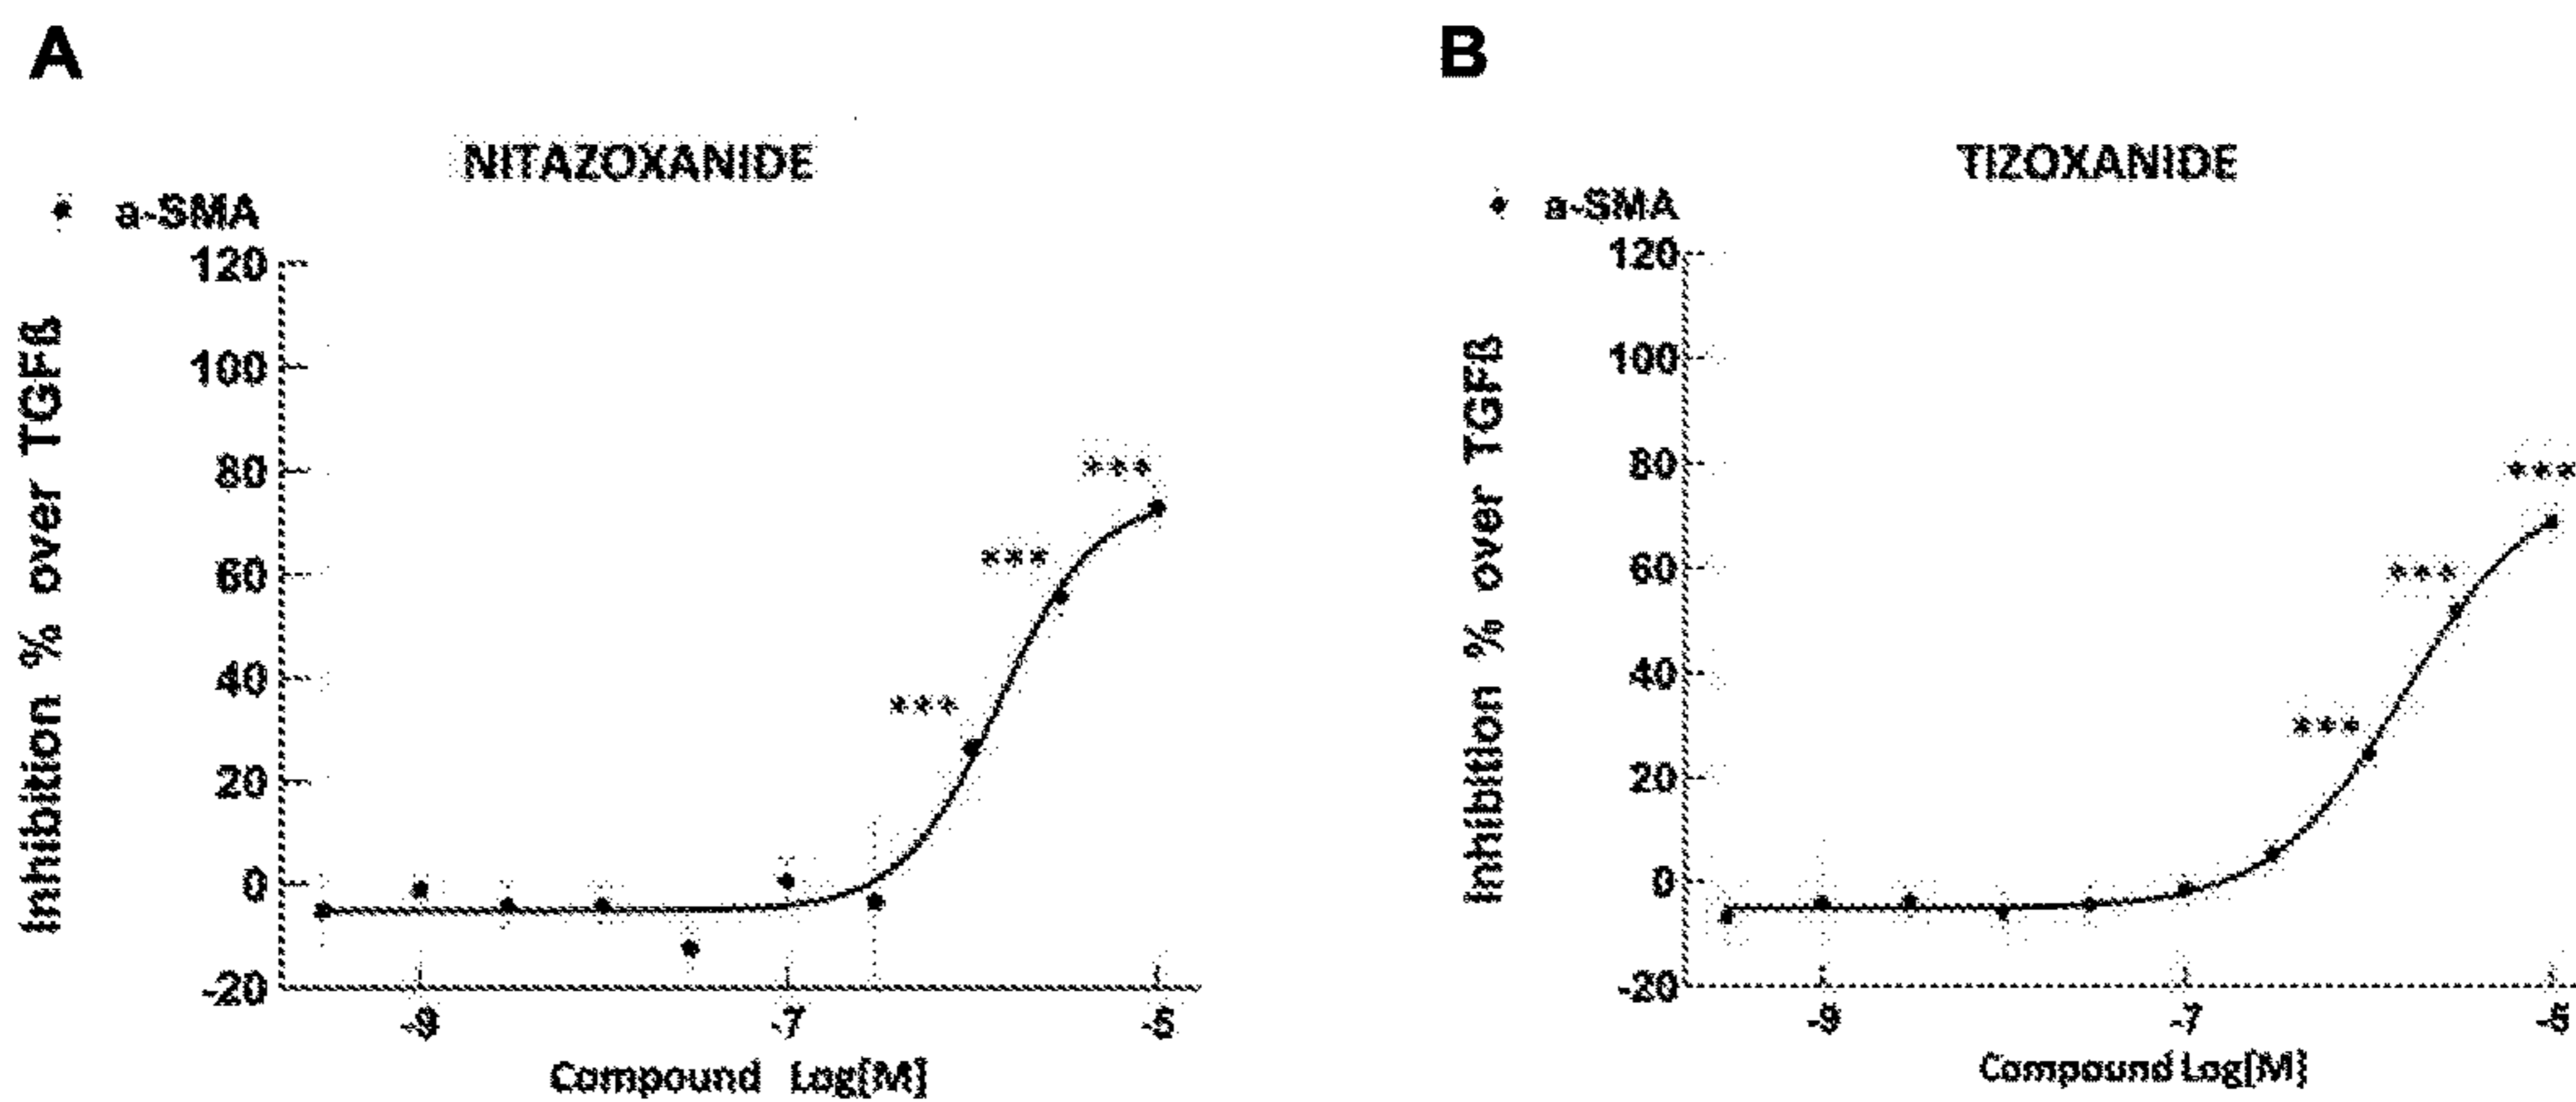 A
NITAZOXANIDE
a-SMA
120
100
80
60
40
20
0
-20
Inhibition % over TGFß
***
***
***
-9
-7
-5
Compound Log[M]
B
TIZOXANIDE
a-SMA
120
100
80
60
40
20
0
-20
Inhibition % over TGFß
***
***
***
-9
-7
-5
Compound Log[M]